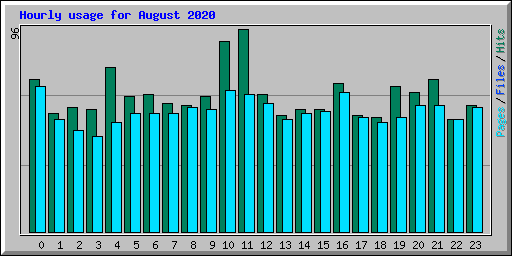 Hourly usage for August 2020
96
Pages / Files / Hits
0 1 2 3 4 5 6 7 8 9 10 11 12 13 14 15 16 17 18 19 20 21 22 23